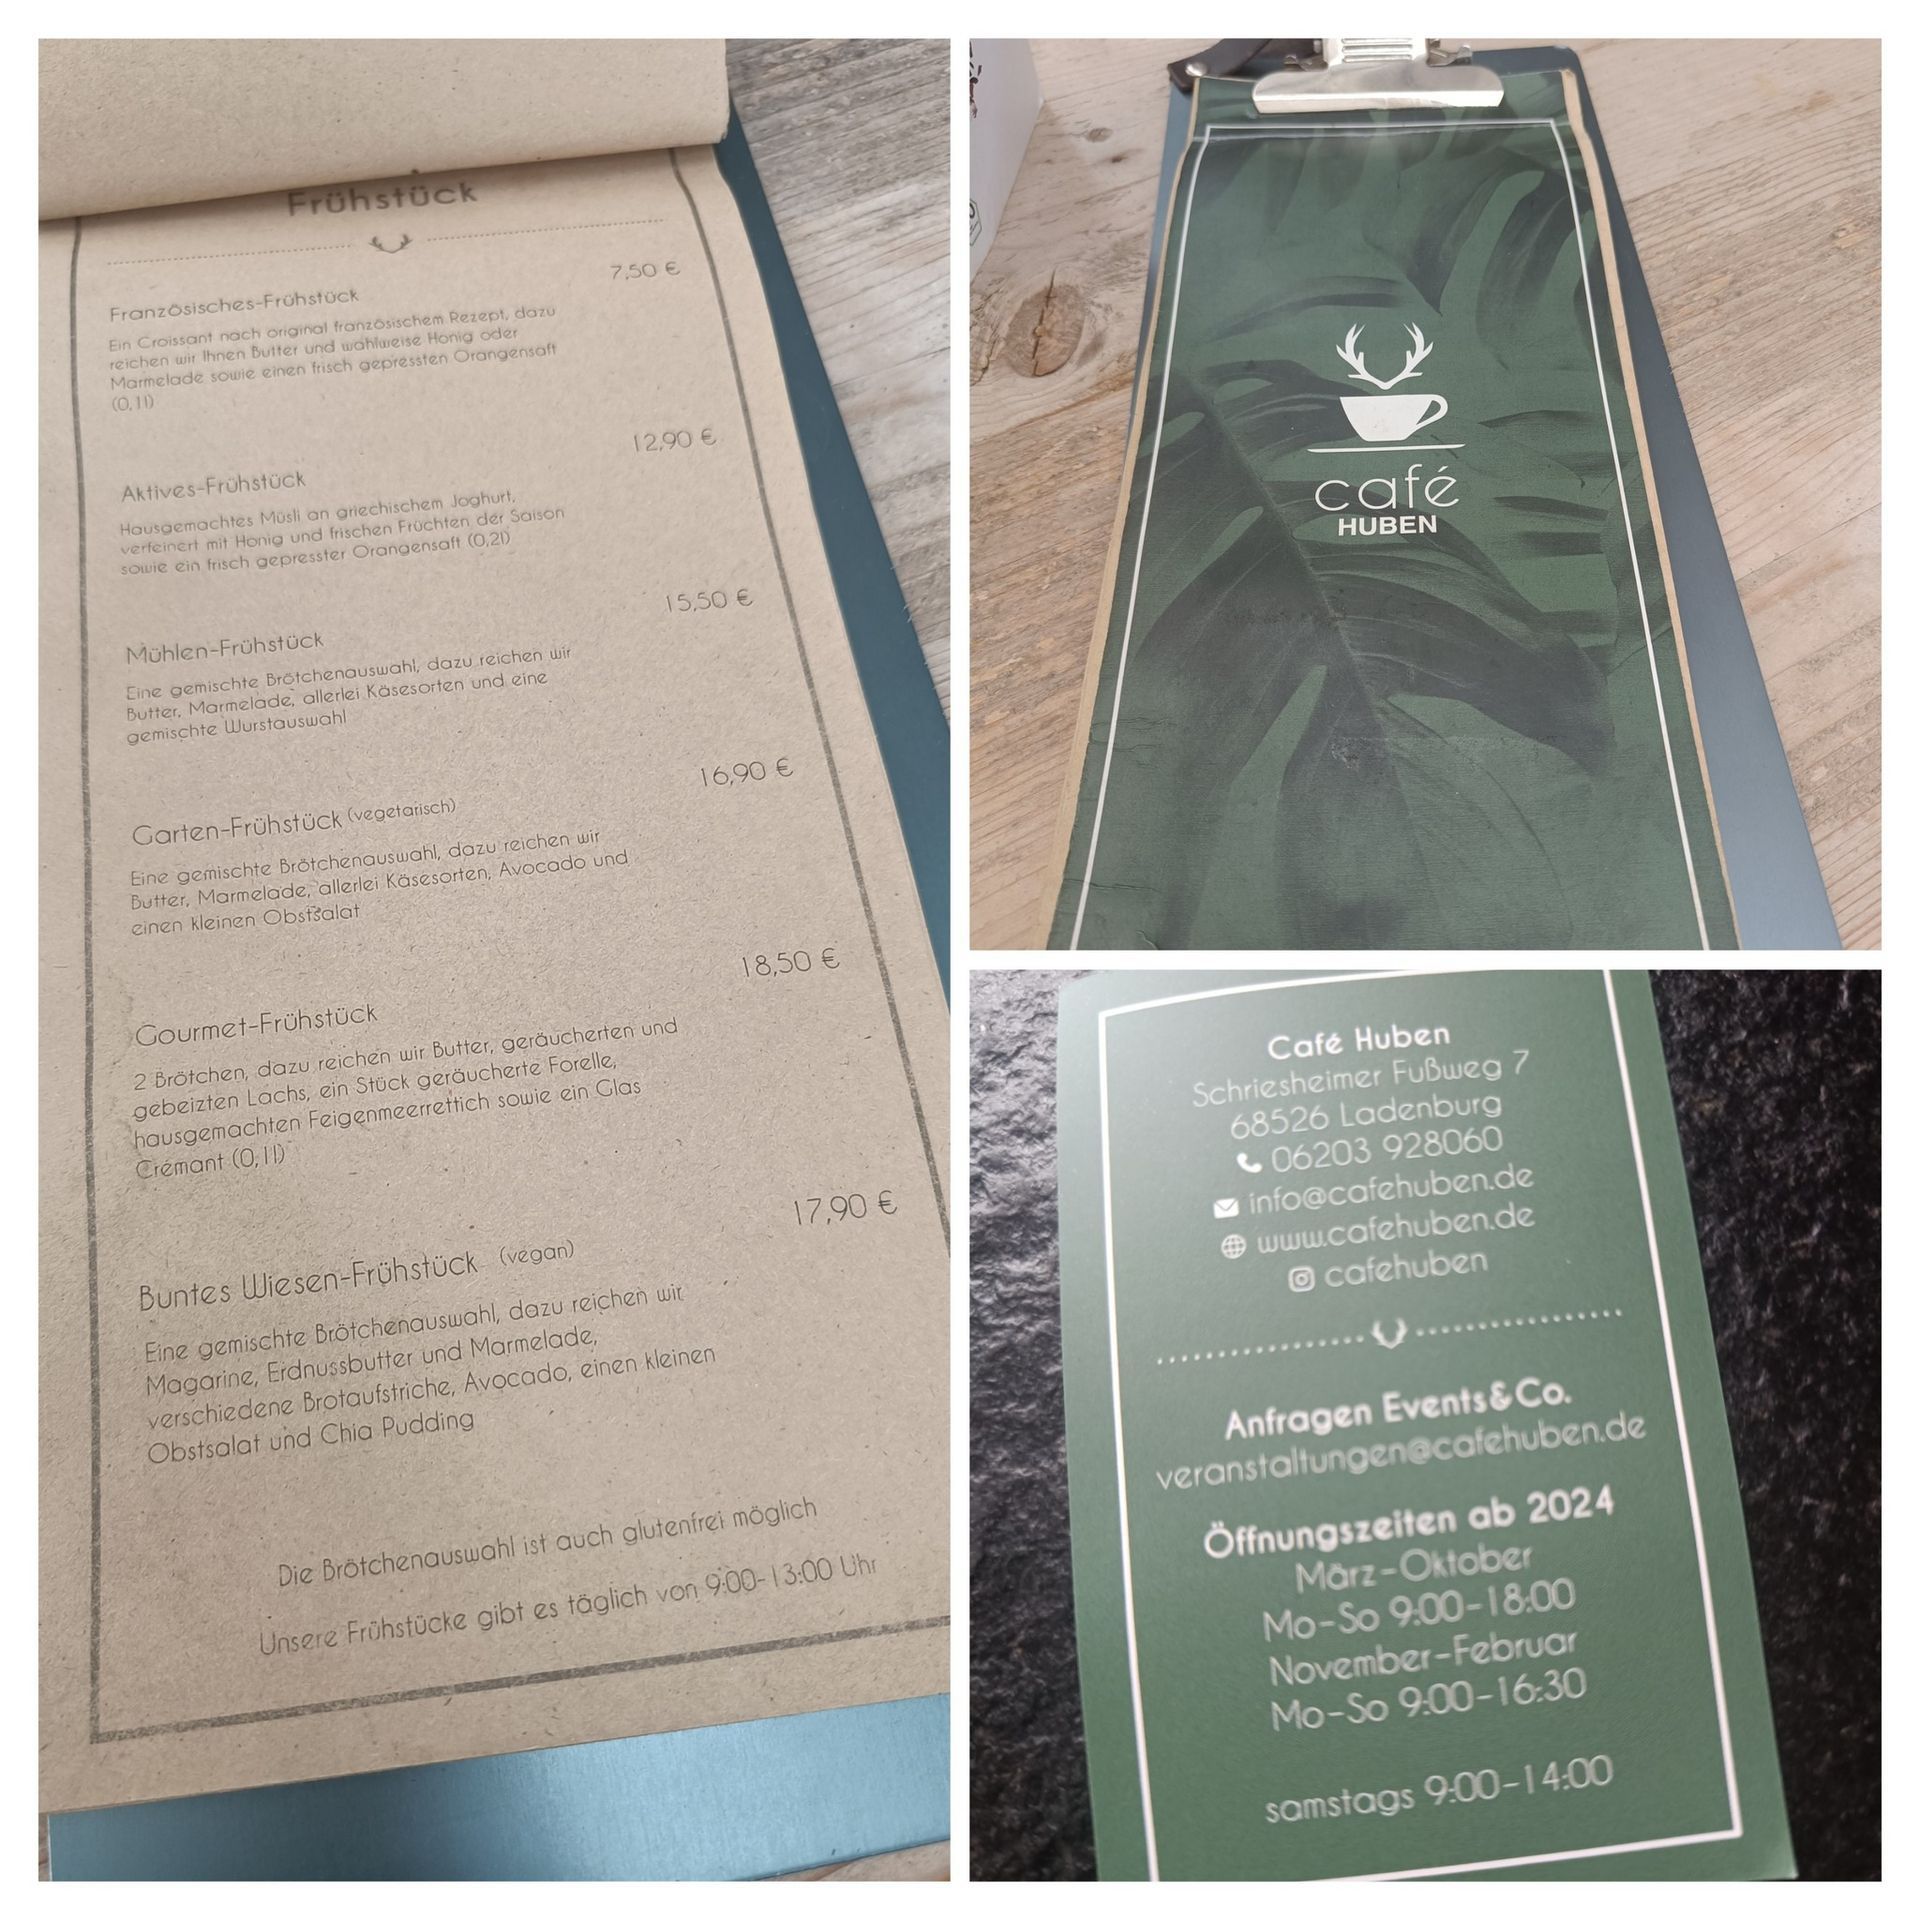 Frühstück
7,50 €
Französisches-Frühstück
Ein Croissant nach original französischem Rezept, dazu
reichen wir Ihnen Butter und wahlweise Honig oder
Marmelade sowie einen frisch gepressten Orangensaft
(0,1l)
12,90 €
Aktives-Frühstück
Hausgemachtes Müsli an griechischem Joghurt,
verfeinert mit Honig und frischen Früchten der Saison
sowie ein frisch gepresster Orangensaft (0,2l)
15,50 €
Mühlen-Frühstück
Eine gemischte Brötchenauswahl, dazu reichen wir
Butter, Marmelade, allerlei Käsesorten und eine
gemischte Wurstauswahl
16,90 €
Garten-Frühstück (vegetarisch)
Eine gemischte Brötchenauswahl, dazu reichen wir
Butter, Marmelade, allerlei Käsesorten, Avocado und
einen kleinen Obstsalat
18,50 €
Gourmet-Frühstück
2 Brötchen, dazu reichen wir Butter, geräucherten und
gebeizten Lachs, ein Stück geräucherte Forelle,
hausgemachten Feigenmeerrettich sowie ein Glas
Crémant (0,1l)
17,90 €
Buntes Wiesen-Frühstück (vegan)
Eine gemischte Brötchenauswahl, dazu reichen wir
Magarine, Erdnussbutter und Marmelade,
verschiedene Brotaufstriche, Avocado, einen kleinen
Obstsalat und Chia Pudding
Die Brötchenauswahl ist auch glutenfrei möglich
Unsere Frühstücke gibt es täglich von 9:00-13:00 Uhr
café
HUBEN
Café Huben
Schriesheimer Fußweg 7
68526 Ladenburg
06203 928060
info@cafehuben.de
www.cafehuben.de
cafehuben
Anfragen Events&Co.
veranstaltungen@cafehuben.de
Öffnungszeiten ab 2024
März-Oktober
Mo-So 9:00-18:00
November-Februar
Mo-So 9:00-16:30
samstags 9:00-14:00